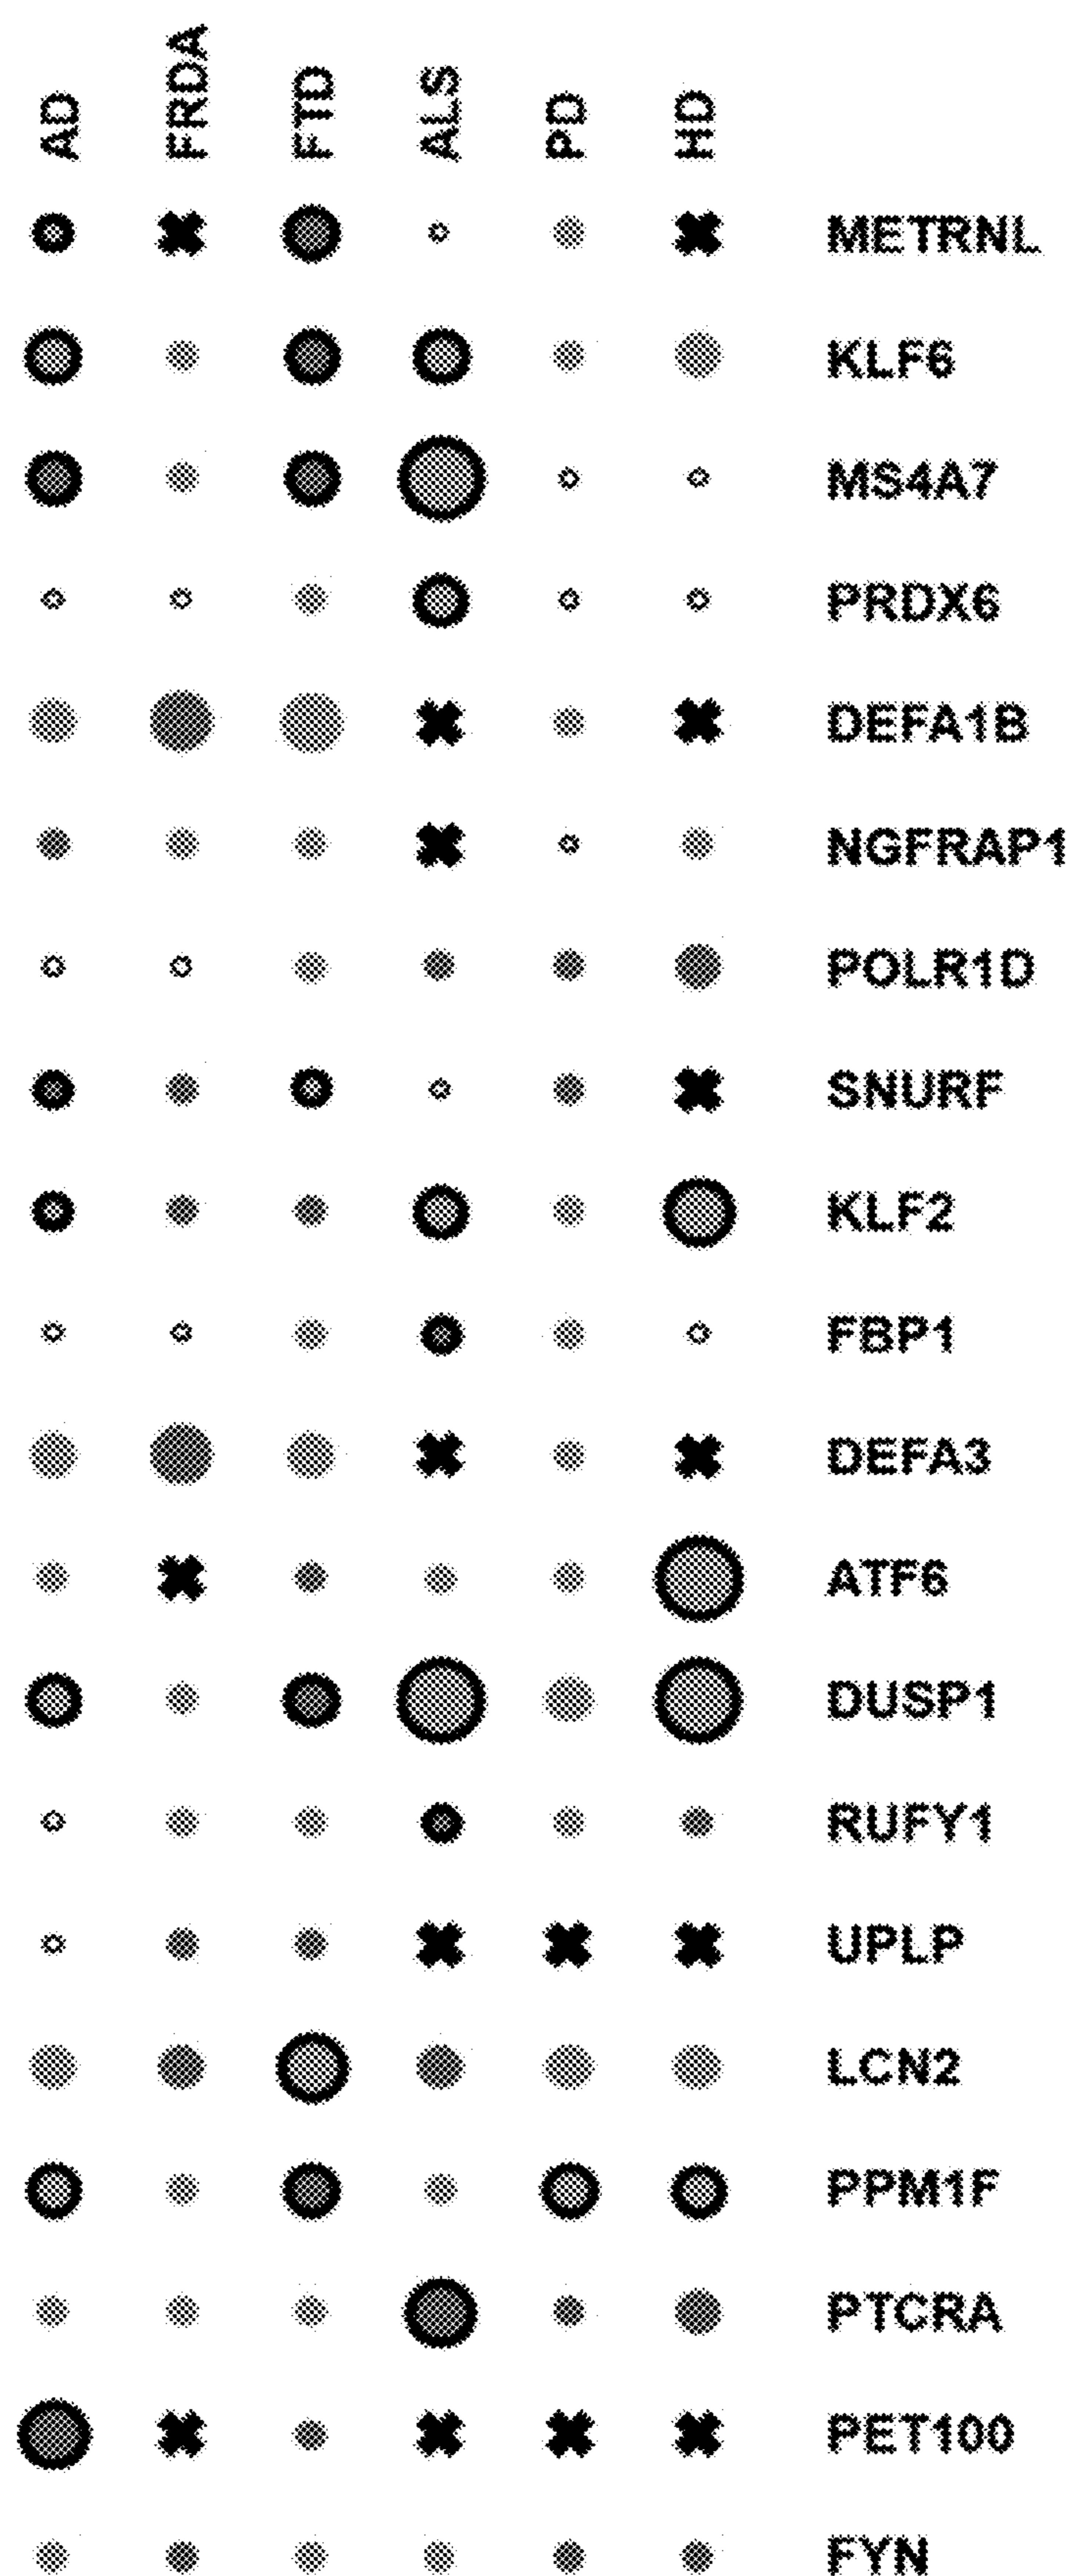 AD
FRDA
FTD
ALS
PD
HD
METRNL
KLF6
MS4A7
PRDX6
DEFA1B
NGFRAP1
POLR1D
SNURF
KLF2
FBP1
DEFA3
ATF6
DUSP1
RUFY1
UPLP
LCN2
PPM1F
PTCRA
PET100
FYN